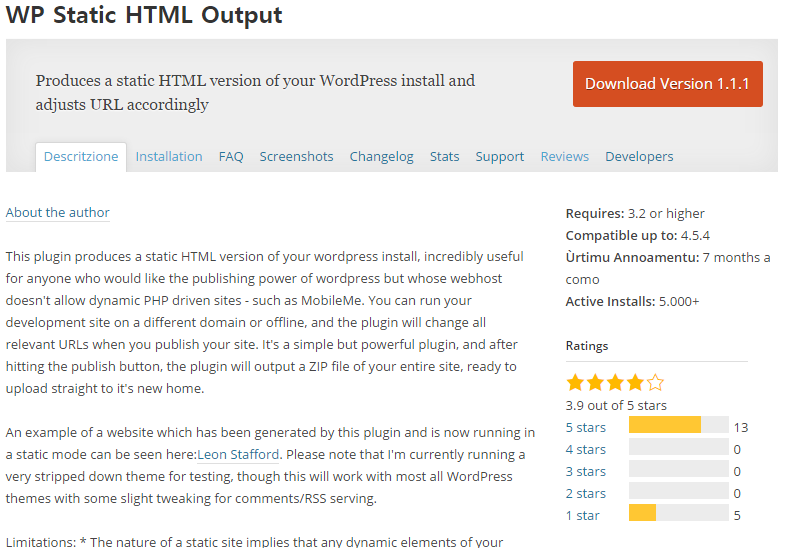 WP Static HTML Output
Produces a static HTML version of your WordPress install and
adjusts URL accordingly
Download Version 1.1.1
Descritzione
Installation
FAQ
Screenshots
Changelog
Stats
Support
Reviews
Developers
About the author
This plugin produces a static HTML version of your wordpress install, incredibly useful
for anyone who would like the publishing power of wordpress but whose webhost
doesn't allow dynamic PHP driven sites - such as MobileMe. You can run your
development site on a different domain or offline, and the plugin will change all
relevant URLs when you publish your site. It's a simple but powerful plugin, and after
hitting the publish button, the plugin will output a ZIP file of your entire site, ready to
upload straight to it's new home.
An example of a website which has been generated by this plugin and is now running in
a static mode can be seen here:Leon Stafford. Please note that I'm currently running a
very stripped down theme for testing, though this will work with most all WordPress
themes with some slight tweaking for comments/RSS serving.
Limitations: * The nature of a static site implies that any dynamic elements of your
Requires: 3.2 or higher
Compatible up to: 4.5.4
Ùrtimu Annoamentu: 7 months a
como
Active Installs: 5.000+
Ratings
3.9 out of 5 stars
5 stars 13
4 stars 0
3 stars 0
2 stars 0
1 star 5